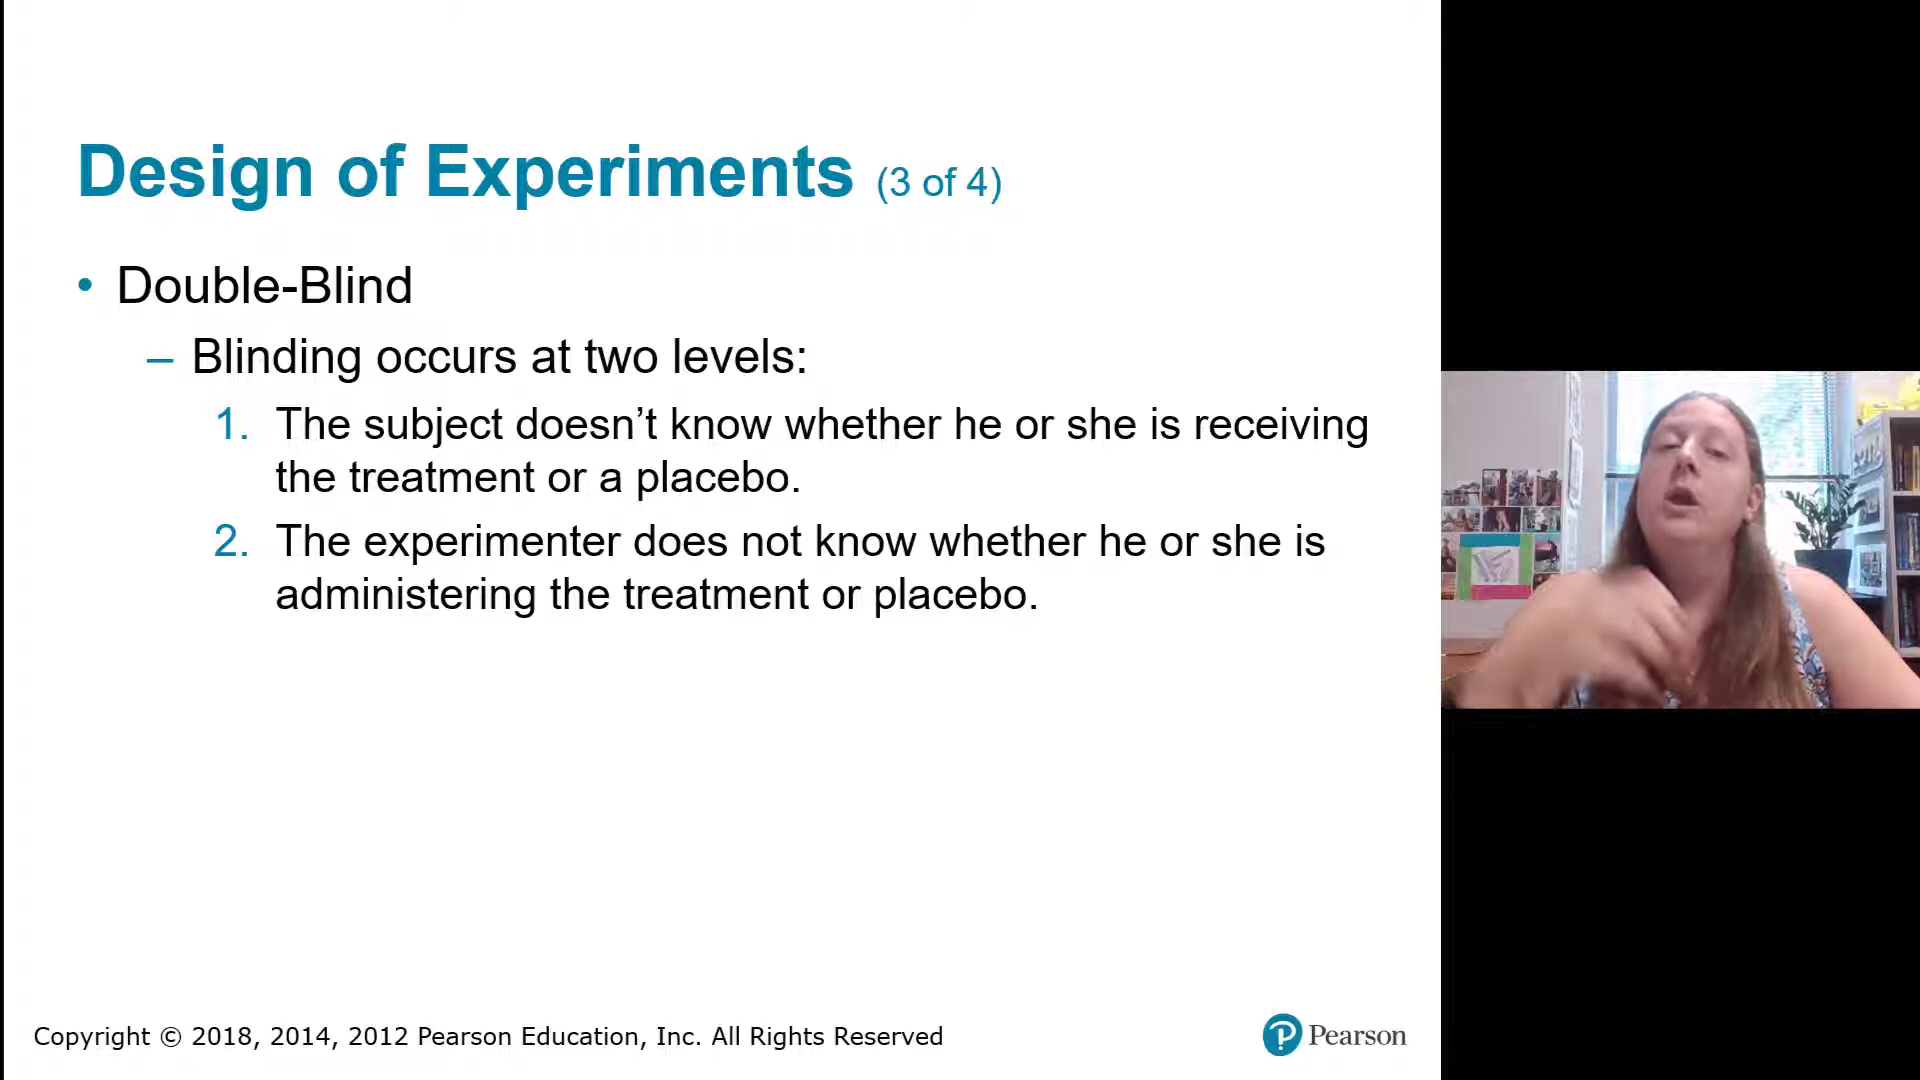 Design of Experiments (3 of 4)
• Double-Blind
– Blinding occurs at two levels:
1. The subject doesn’t know whether he or she is receiving
the treatment or a placebo.
2. The experimenter does not know whether he or she is
administering the treatment or placebo.
Copyright © 2018, 2014, 2012 Pearson Education, Inc. All Rights Reserved
Pearson